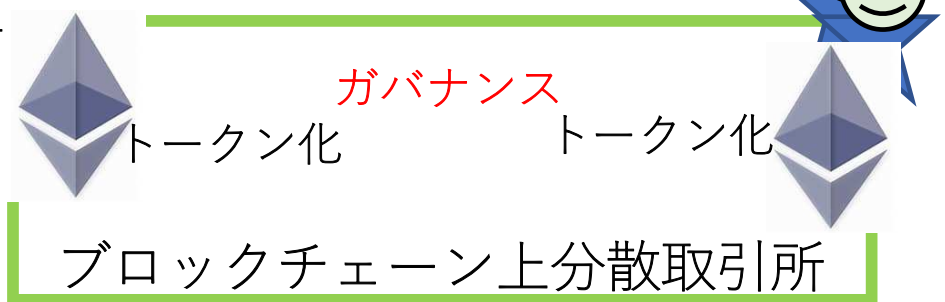 ガバナンス
トークン化
トークン化
ブロックチェーン上分散取引所